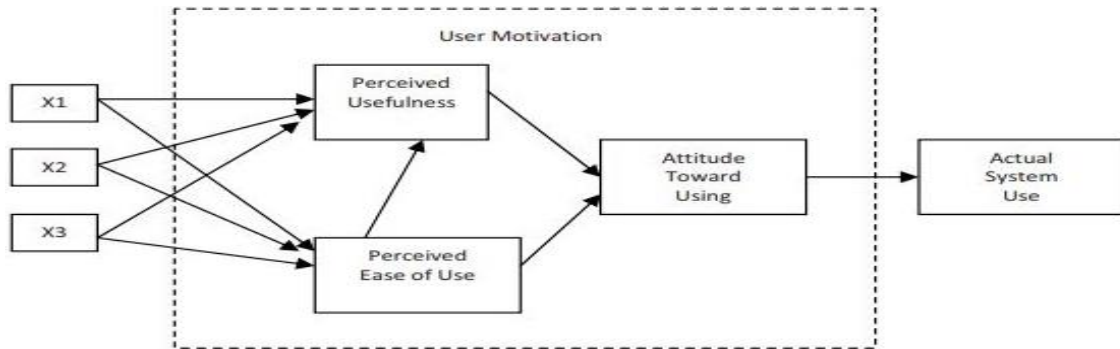 User Motivation
X1
X2
X3
Perceived
Usefulness
Perceived
Ease of Use
Attitude
Toward
Using
Actual
System
Use